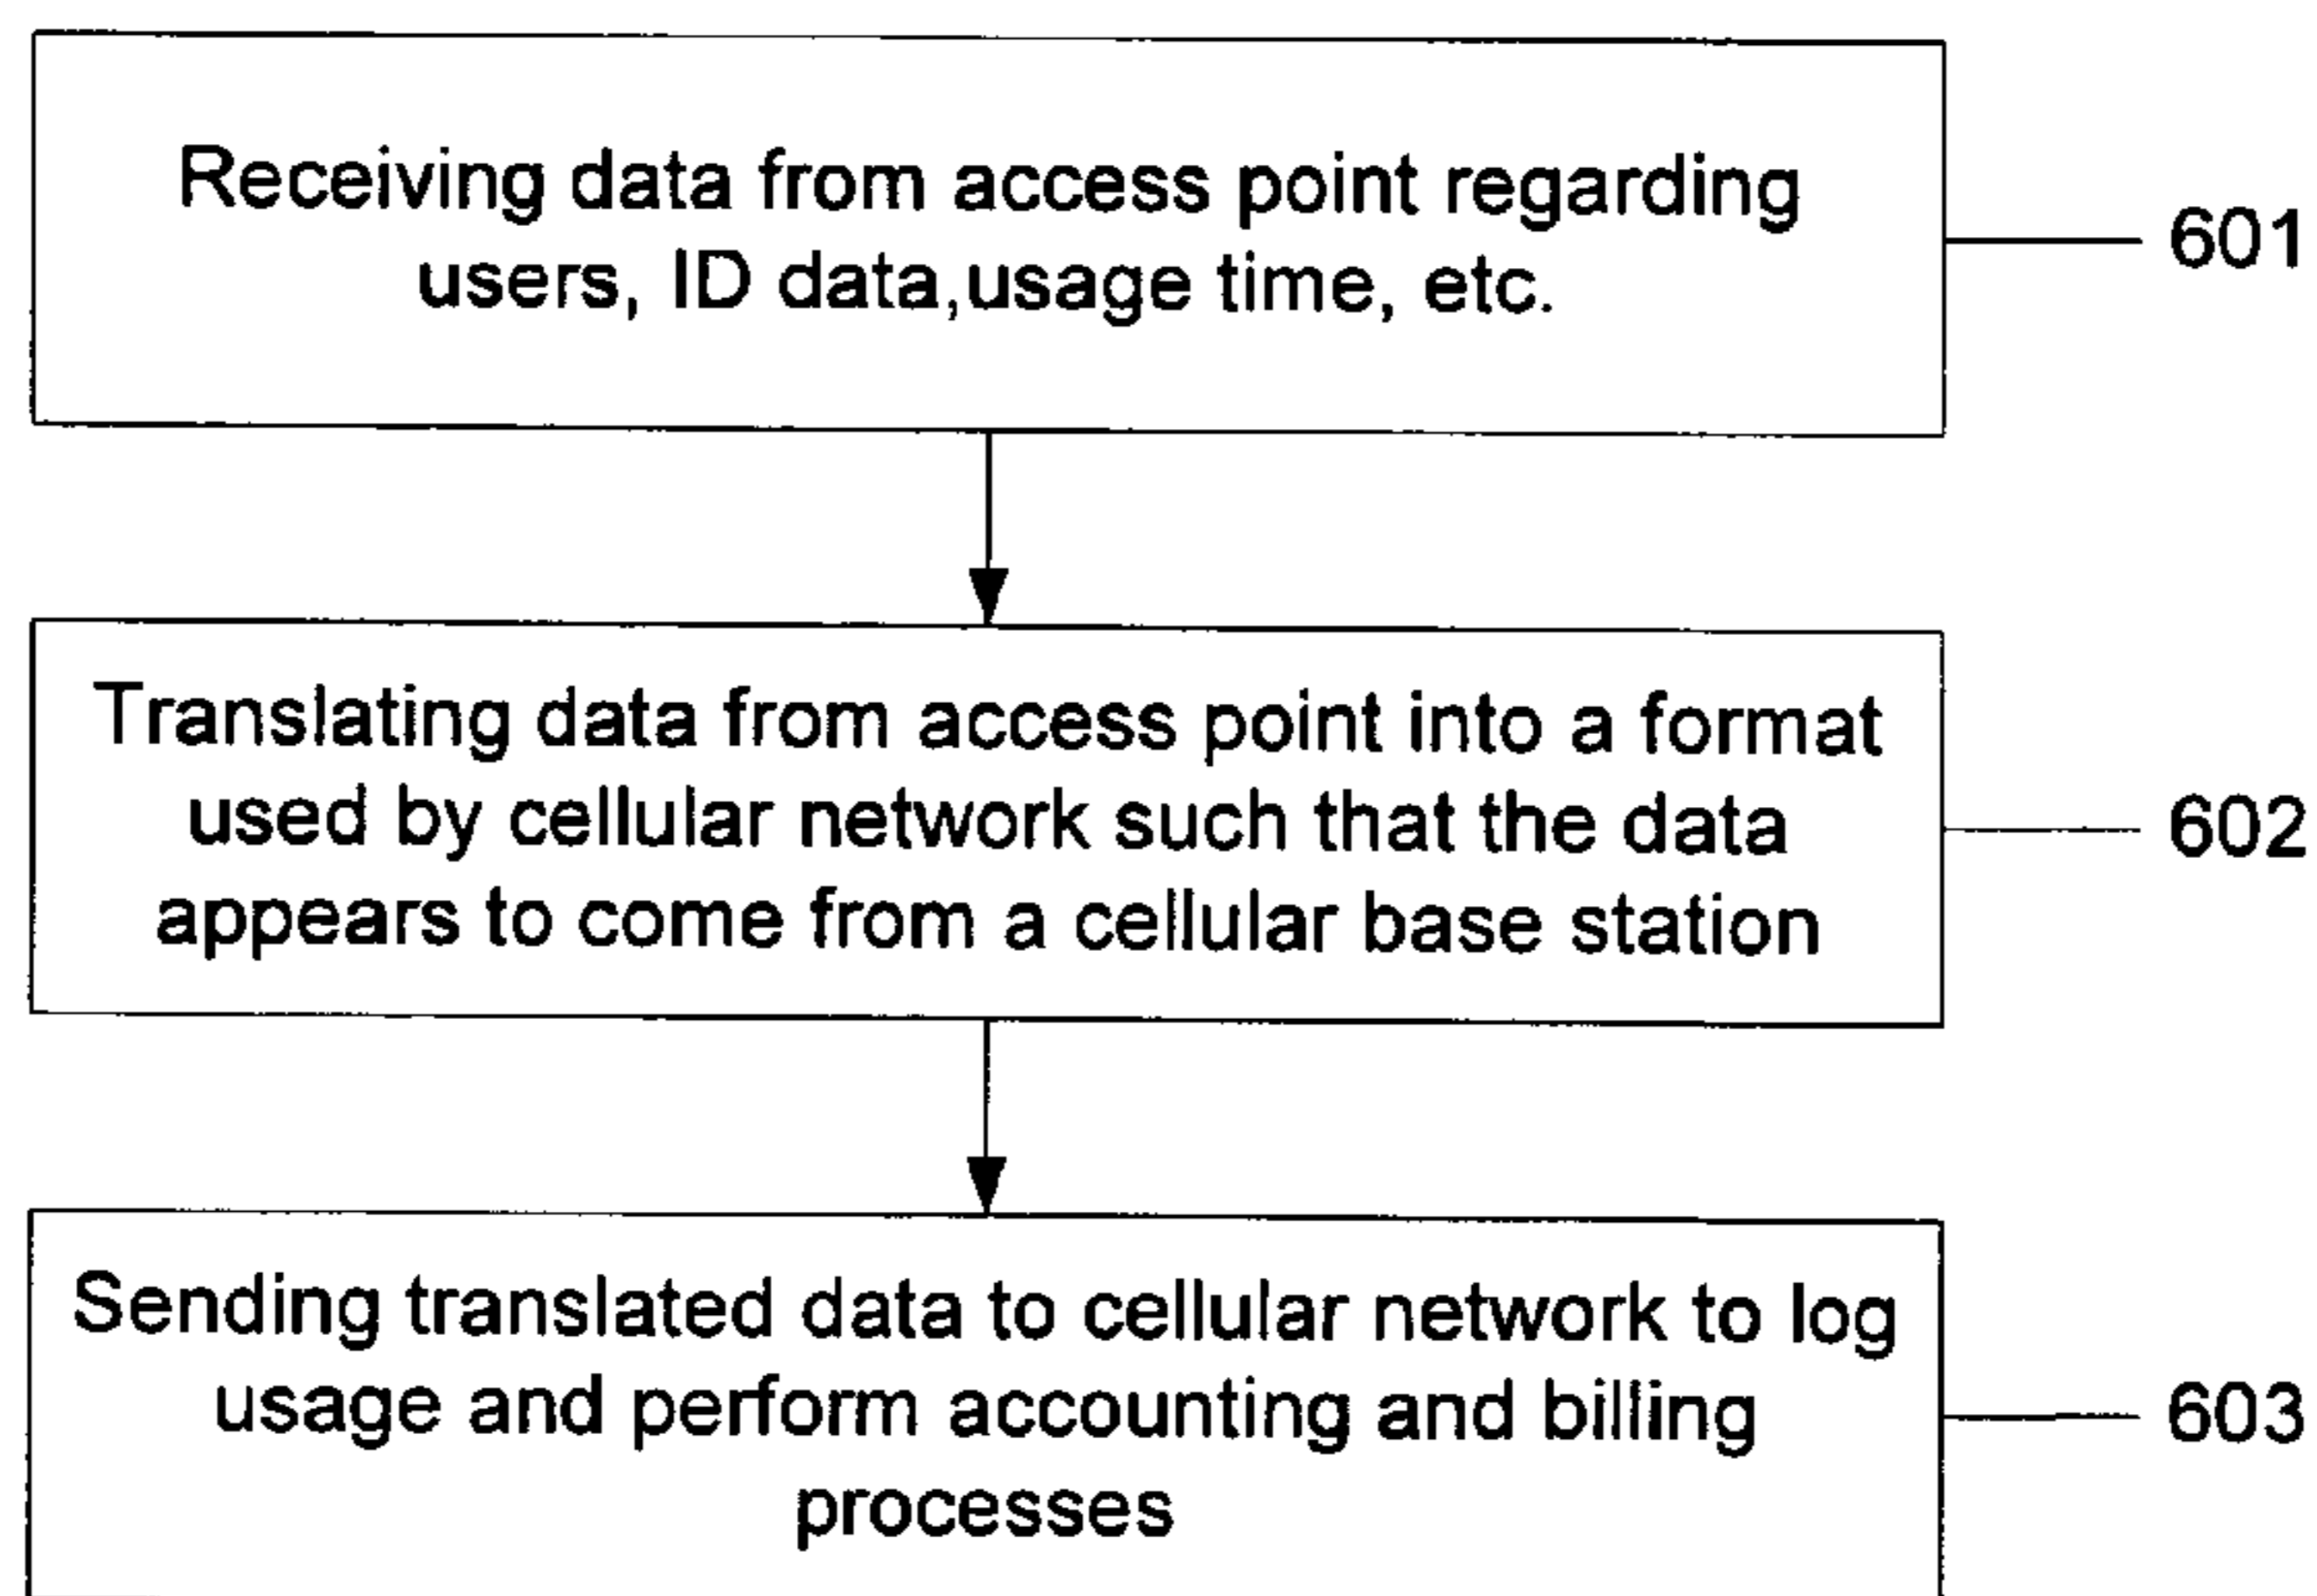 Receiving data from access point regarding
users, ID data,usage time, etc.
601
Translating data from access point into a format
used by cellular network such that the data
appears to come from a cellular base station
602
Sending translated data to cellular network to log
usage and perform accounting and billing
processes
603